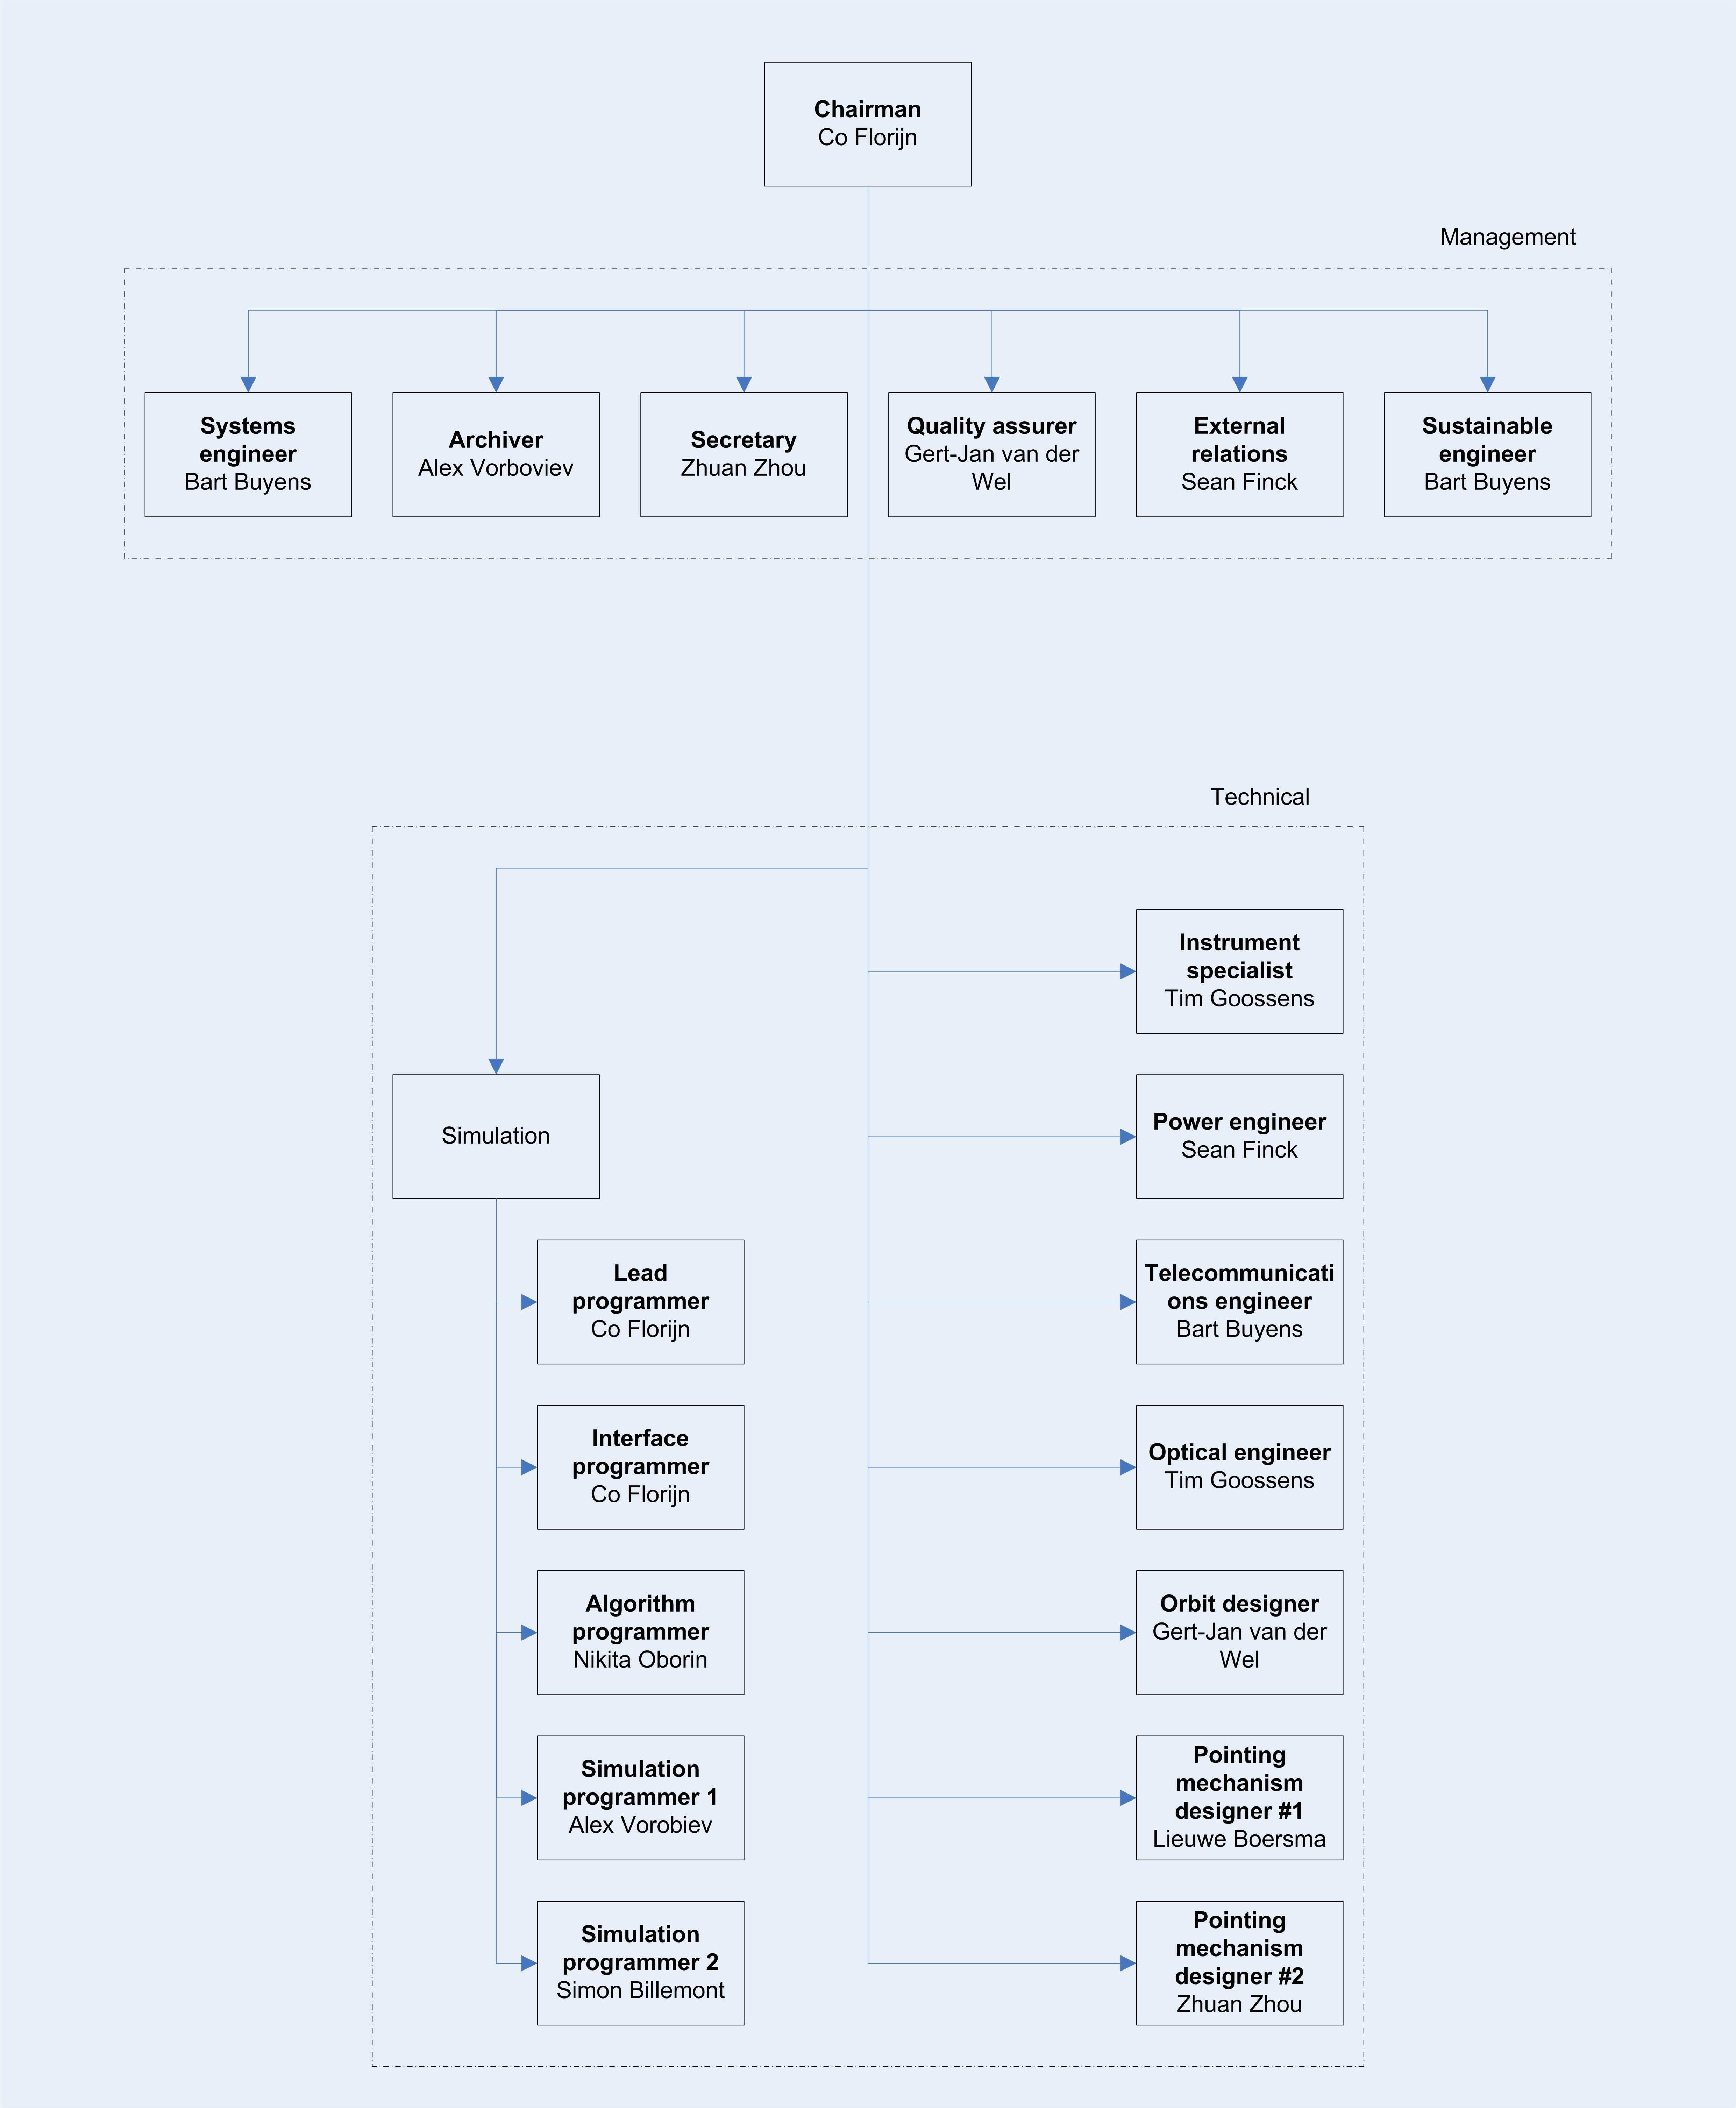 Chairman
Co Florijn
Management
Systems
engineer
Bart Buyens
Archiver
Alex Vorboviev
Secretary
Zhuan Zhou
Quality assurer
Gert-Jan van der
Wel
External
relations
Sean Finck
Sustainable
engineer
Bart Buyens
Technical
Simulation
Lead
programmer
Co Florijn
Interface
programmer
Co Florijn
Algorithm
programmer
Nikita Oborin
Simulation
programmer 1
Alex Vorobiev
Simulation
programmer 2
Simon Billemont
Instrument
specialist
Tim Goossens
Power engineer
Sean Finck
Telecommunicati
ons engineer
Bart Buyens
Optical engineer
Tim Goossens
Orbit designer
Gert-Jan van der
Wel
Pointing
mechanism
designer #1
Lieuwe Boersma
Pointing
mechanism
designer #2
Zhuan Zhou